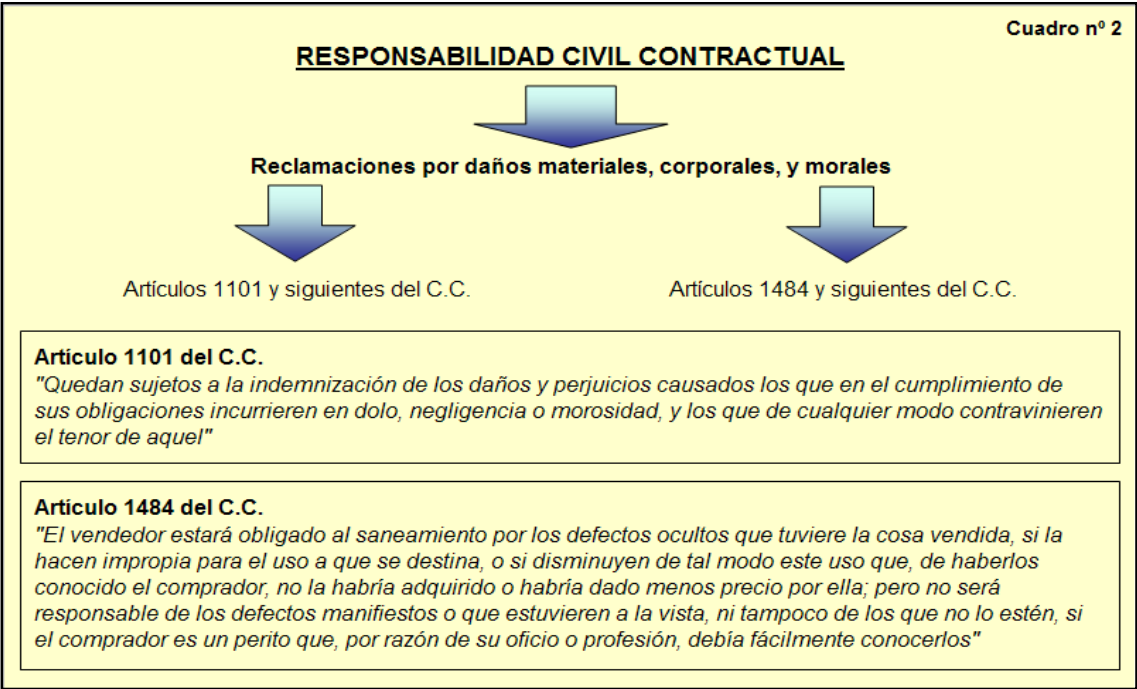 Cuadro nº 2
RESPONSABILIDAD CIVIL CONTRACTUAL
Reclamaciones por daños materiales, corporales, y morales
Artículos 1101 y siguientes del C.C.
Artículos 1484 y siguientes del C.C.
Artículo 1101 del C.C.
"Quedan sujetos a la indemnización de los daños y perjuicios causados los que en el cumplimiento de
sus obligaciones incurrieren en dolo, negligencia o morosidad, y los que de cualquier modo contravinieren
el tenor de aquel"
Artículo 1484 del C.C.
"El vendedor estará obligado al saneamiento por los defectos ocultos que tuviere la cosa vendida, si la
hacen impropia para el uso a que se destina, o si disminuyen de tal modo este uso que, de haberlos
conocido el comprador, no la habría adquirido o habría dado menos precio por ella; pero no será
responsable de los defectos manifiestos o que estuvieren a la vista, ni tampoco de los que no lo estén, si
el comprador es un perito que, por razón de su oficio o profesión, debía fácilmente conocerlos"